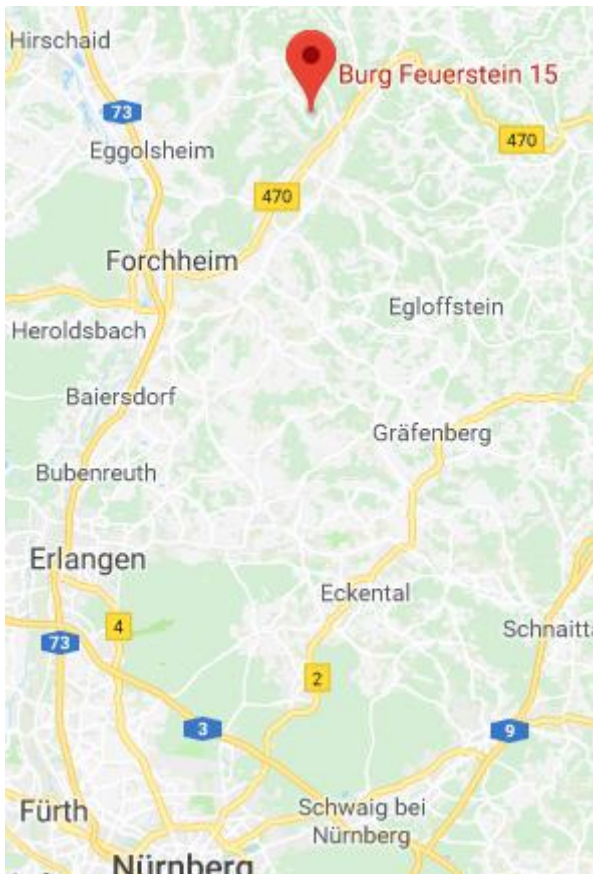 Hirschaid
Burg Feuerstein 15
73
Eggolsheim
470
470
Forchheim
Egloffstein
Heroldsbach
Baiersdorf
Gräfenberg
Bubenreuth
Erlangen
Eckental
4
Schnaitta
73
2
3
9
Fürth
Schwaig bei
Nürnberg
Nürnberg